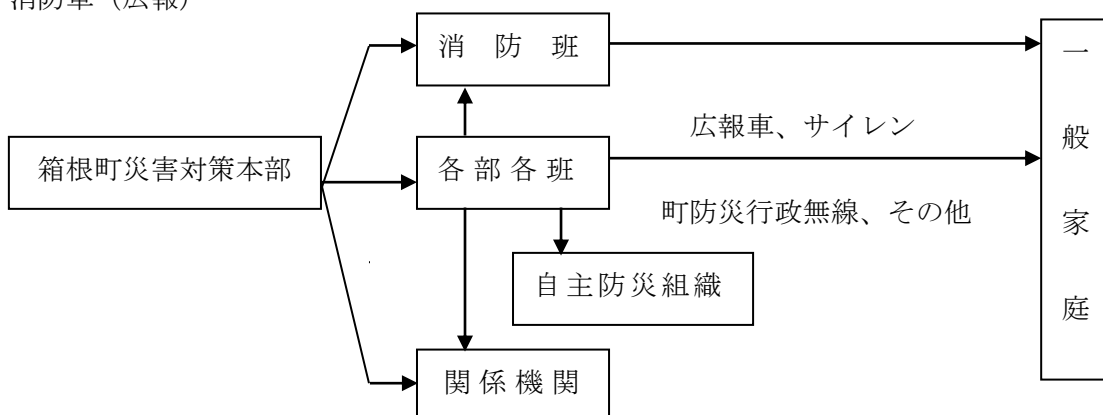 消防車（広報）
消　防　班
広報車、サイレン
箱根町災害対策本部
各部各班
町防災行政無線、その他
自主防災組織
関係機関
一般家庭